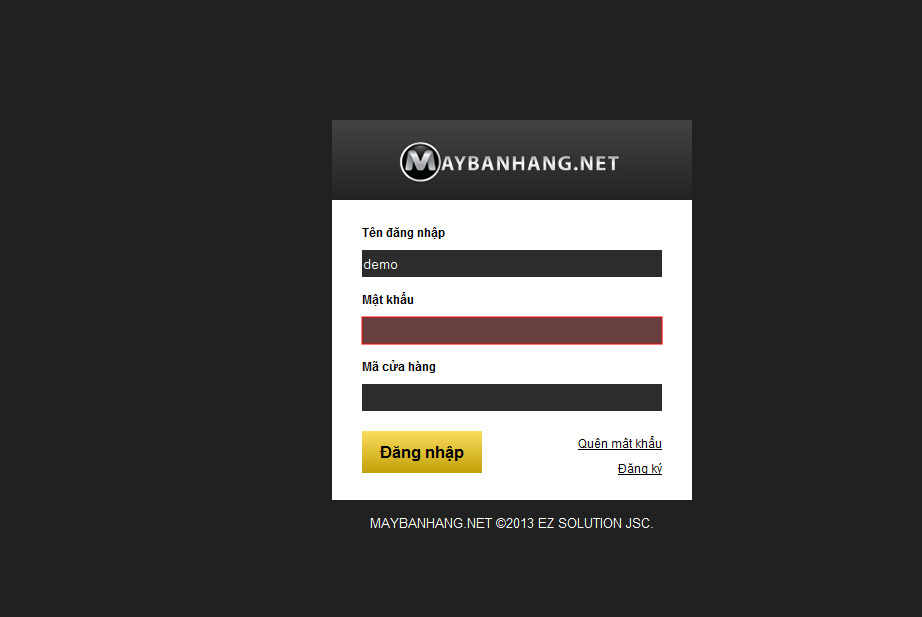 MAYBANHANG.NET
Tên đăng nhập
demo
Mật khẩu
Mã cửa hàng
Đăng nhập
Quên mật khẩu
Đăng ký
MAYBANHANG.NET ©2013 EZ SOLUTION JSC.